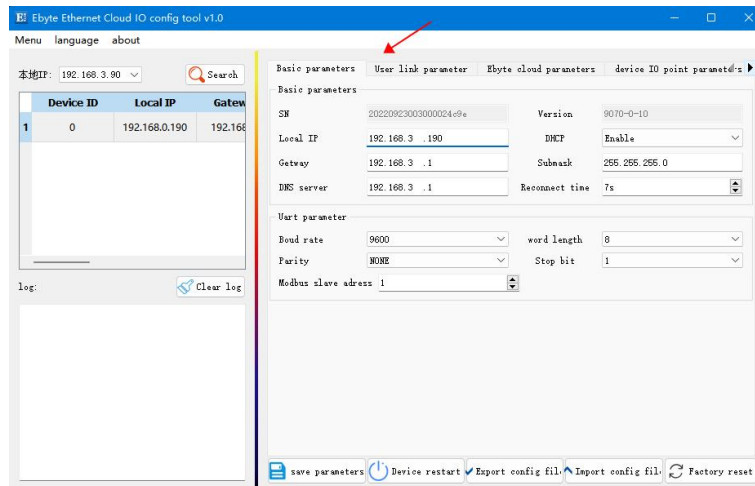 Ebyte Ethernet Cloud IO config tool v1.0
Menu language about
本地IP: 192.168.3.90 Search
Device ID Local IP Gatew
1 0 192.168.0.190 192.168
log: Clear log
Basic parameters User link parameter Ebyte cloud parameters device IO point parameters
Basic parameters
SN 20220923003000024c9e Version 9070-0-10
Local IP 192.168.3 .190 DHCP Enable
Getway 192.168.3 .1 Submask 255.255.255.0
DNS server 192.168.3 .1 Reconnect time 7s
Uart parameter
Boud rate 9600 word length 8
Parity NONE Stop bit 1
Modbus slave adress 1
save parameters Device restart Export config fil Import config fil Factory reset